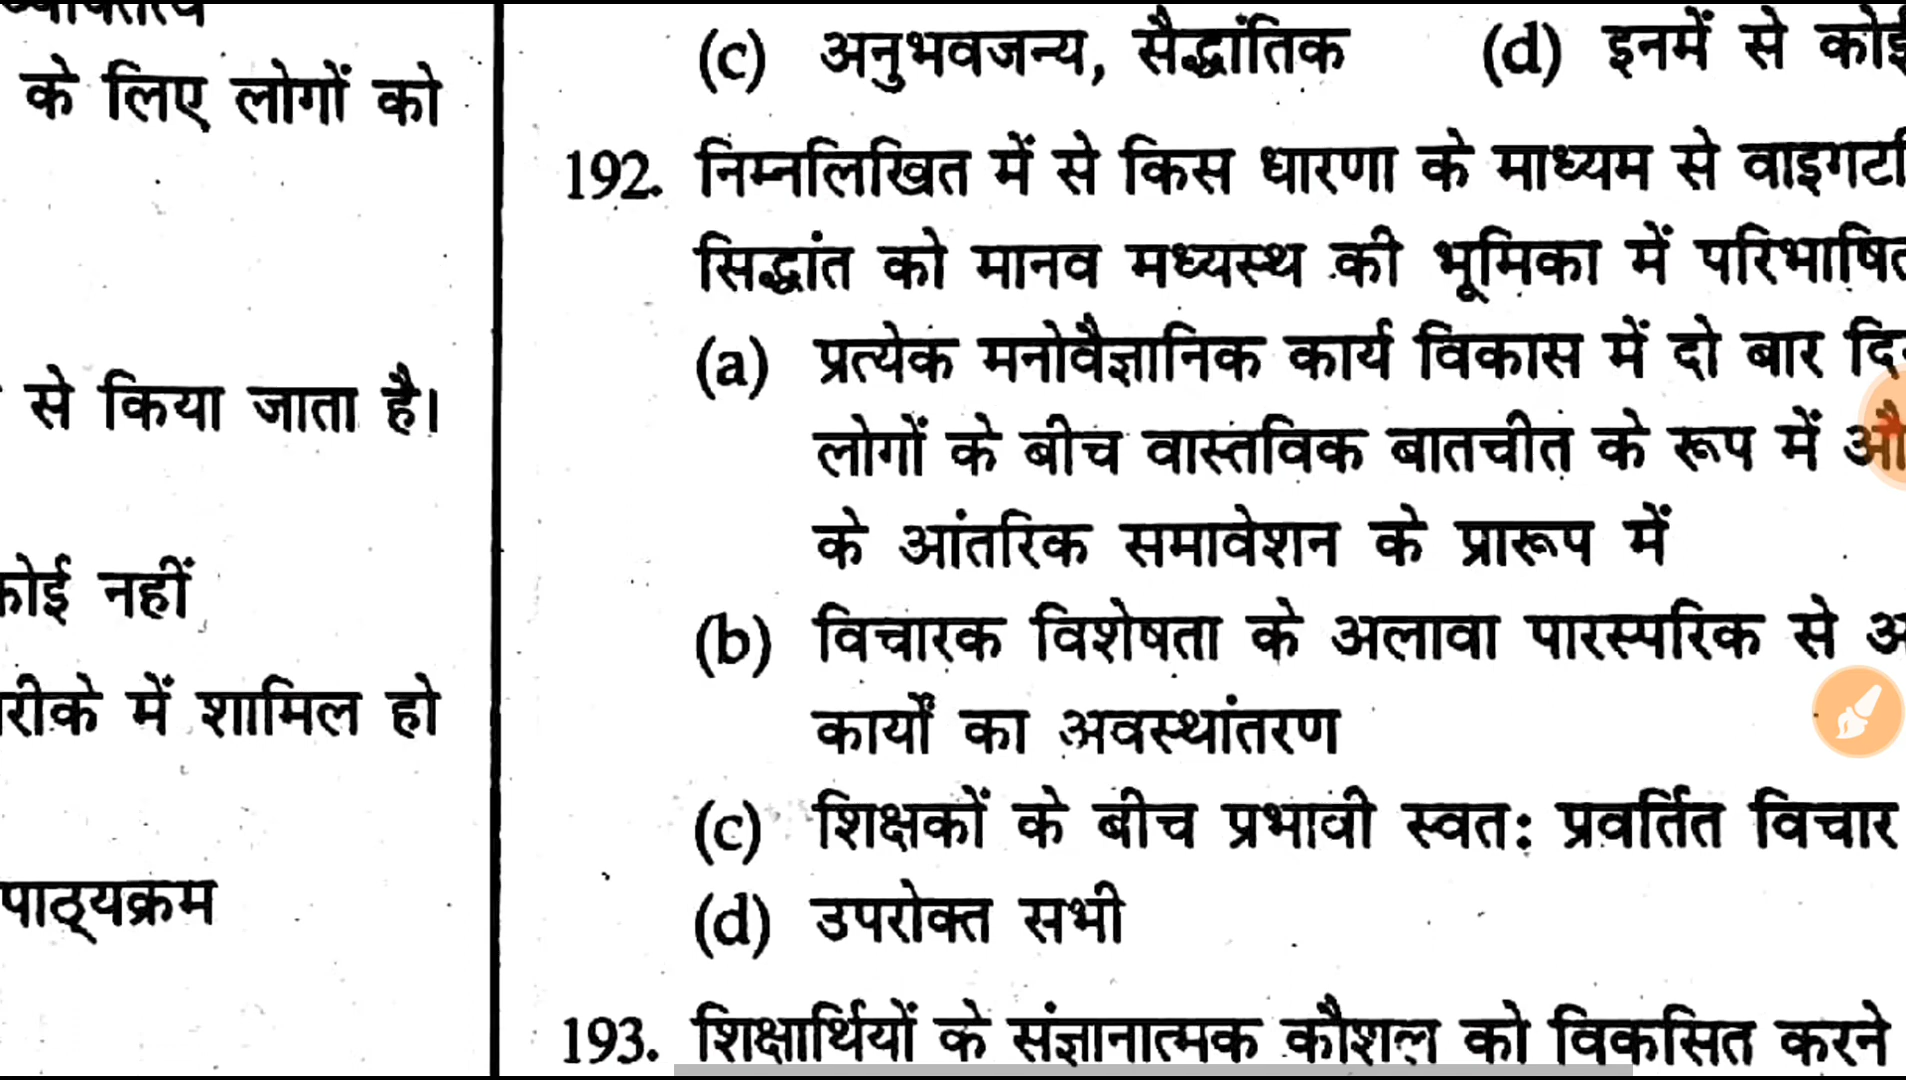 के लिए लोगों को
से किया जाता है।
कोई नहीं
में शामिल हो
पाठ्यक्रम
(c) अनुभवजन्य, सैद्धांतिक (d) इनमें से कोई
192. निम्नलिखित में से किस धारणा के माध्यम से
सिद्धांत को मानव मध्यस्थ की भूमिका में
(a) प्रत्येक मनोवैज्ञानिक कार्य विकास में दो बार
लोगों के बीच वास्तविक बातचीत के रूप में
के आंतरिक समावेशन के प्रारूप में
(b) विचारक विशेषता के अलावा पारस्परिक से
कार्यों का अवस्थांतरण
(c) शिक्षकों के बीच प्रभावी स्वतः प्रवर्तित विचार
(d) उपरोक्त सभी
193. शिक्षार्थियों के संज्ञानात्मक कौशल को विकसित करने